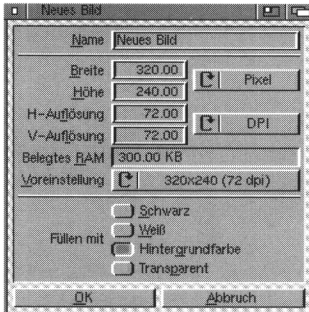 Neues Bild
Name Neues Bild
Breite 320.00 Pixel
Höhe 240.00
H-Auflösung 72.00 DPI
V-Auflösung 72.00
Belegtes RAM 300.00 KB
Voreinstellung 320x240 (72 dpi)
Füllen mit
Schwarz
Weiß
Hintergrundfarbe
Transparent
OK Abbruch